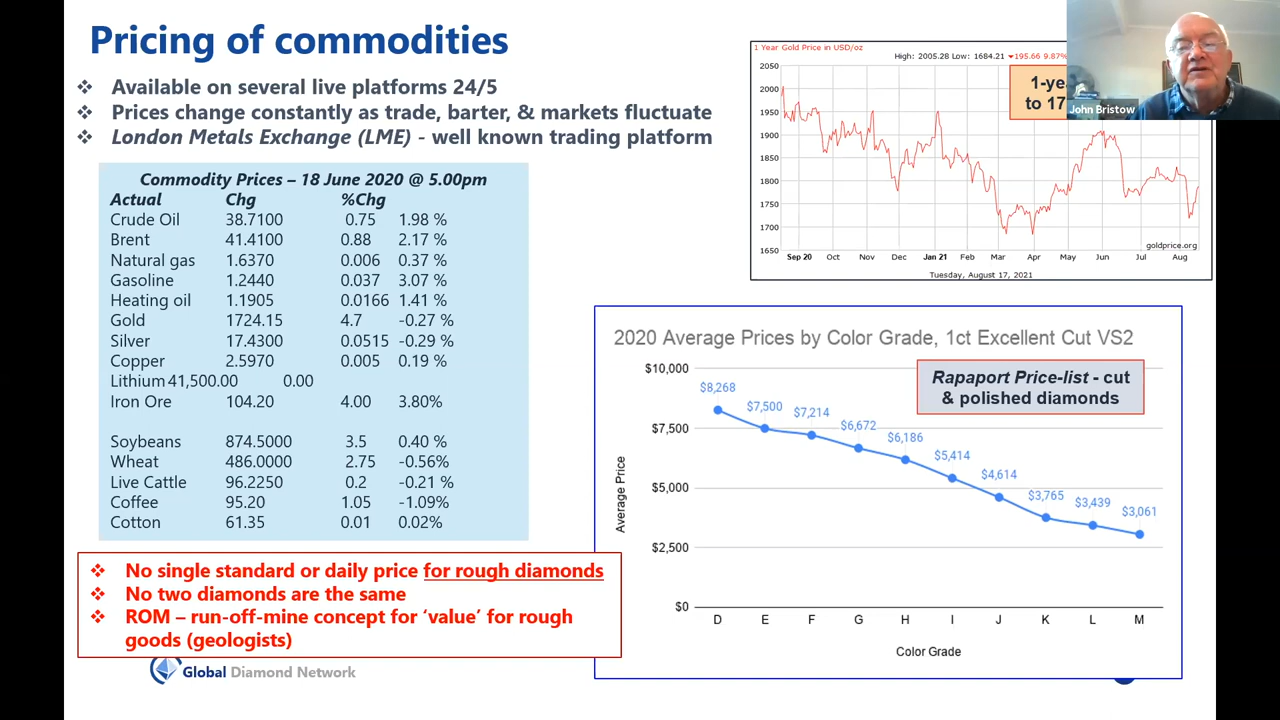 Pricing of commodities
❖ Available on several live platforms 24/5
❖ Prices change constantly as trade, barter, & markets fluctuate
❖ London Metals Exchange (LME) - well known trading platform
Commodity Prices – 18 June 2020 @ 5.00pm
Actual Chg %Chg
Crude Oil 38.7100 0.75 1.98 %
Brent 41.4100 0.88 2.17 %
Natural gas 1.6370 0.006 0.37 %
Gasoline 1.2440 0.037 3.07 %
Heating oil 1.1905 0.0166 1.41 %
Gold 1724.15 4.7 -0.27 %
Silver 17.4300 0.0515 -0.29 %
Copper 2.5970 0.005 0.19 %
Lithium 41,500.00 0.00
Iron Ore 104.20 4.00 3.80%
Soybeans 874.5000 3.5 0.40 %
Wheat 486.0000 2.75 -0.56%
Live Cattle 96.2250 0.2 -0.21 %
Coffee 95.20 1.05 -1.09%
Cotton 61.35 0.01 0.02%
❖ No single standard or daily price for rough diamonds
❖ No two diamonds are the same
❖ ROM – run-off-mine concept for ‘value’ for rough
goods (geologists)
Global Diamond Network
1 Year Gold Price in USD/oz
High: 2005.28 Low: 1684.21 ▼195.66 9.87%
1-ye
to 17
John Bristow
2050
2000
1950
1900
1850
1800
1750
1700
1650
goldprice.org
Sep 20 Oct Nov Dec Jan 21 Feb Mar Apr May Jun Jul Aug
Tuesday, August 17, 2021
2020 Average Prices by Color Grade, 1ct Excellent Cut VS2
Rapaport Price-list - cut
& polished diamonds
Average Price
$10,000
$7,500
$5,000
$2,500
$0
$8,268
$7,500
$7,214
$6,672
$6,186
$5,414
$4,614
$3,765
$3,439
$3,061
D E F G H I J K L M
Color Grade